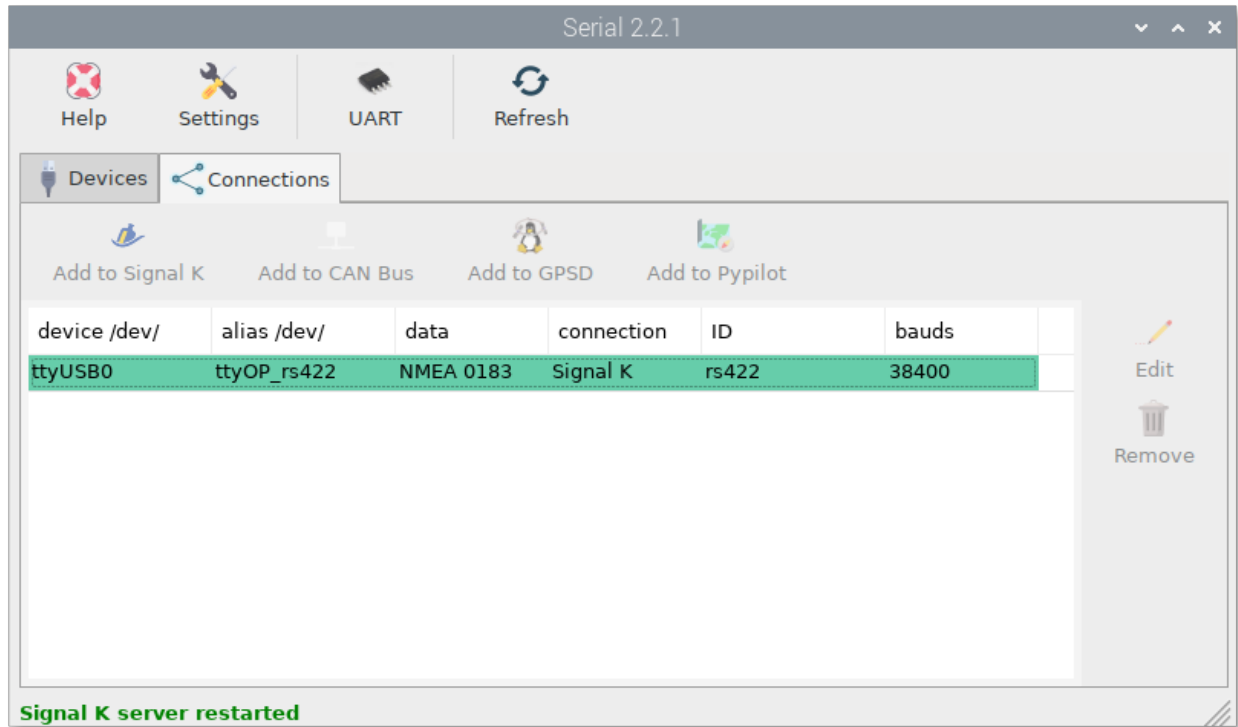 Serial 2.2.1
Help Settings UART Refresh
Devices Connections
Add to Signal K Add to CAN Bus Add to GPSD Add to Pypilot
device /dev/ alias /dev/ data connection ID bauds
ttyUSB0 ttyOP_rs422 NMEA 0183 Signal K rs422 38400
Edit
Remove
Signal K server restarted